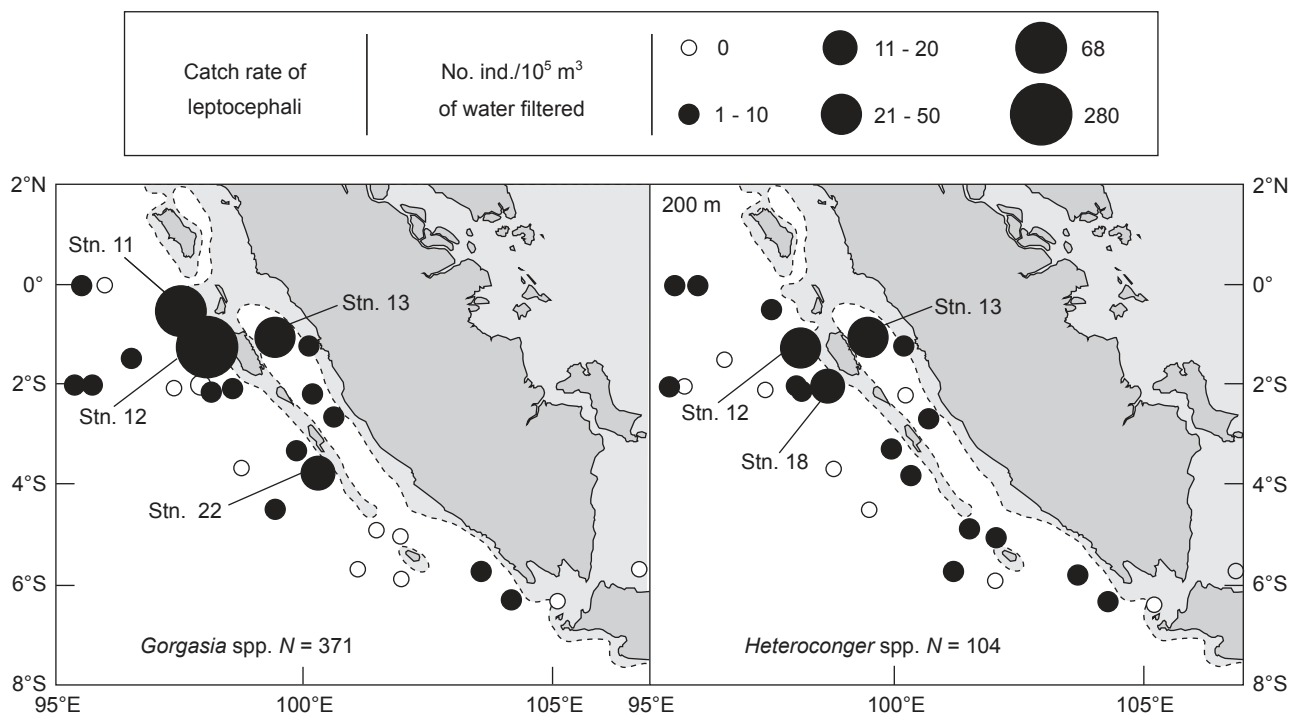 Catch rate of
leptocephali
No. ind./10⁵ m³
of water filtered
0
11 - 20
68
1 - 10
21 - 50
280
2°N
0°
2°S
4°S
6°S
8°S
Stn. 11
Stn. 13
Stn. 12
Stn. 22
Gorgasia spp. N = 371
95°E
100°E
105°E
200 m
Stn. 13
Stn. 12
Stn. 18
Heteroconger spp. N = 104
2°N
0°
2°S
4°S
6°S
8°S
95°E
100°E
105°E